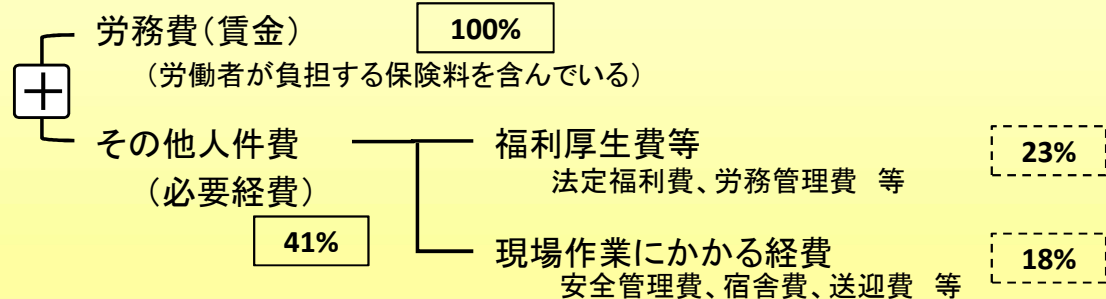 労務費(賃金) 100%
(労働者が負担する保険料を含んでいる)
+
その他人件費 福利厚生費等 23%
(必要経費) 法定福利費、労務管理費 等
41%
現場作業にかかる経費 18%
安全管理費、宿舎費、送迎費 等